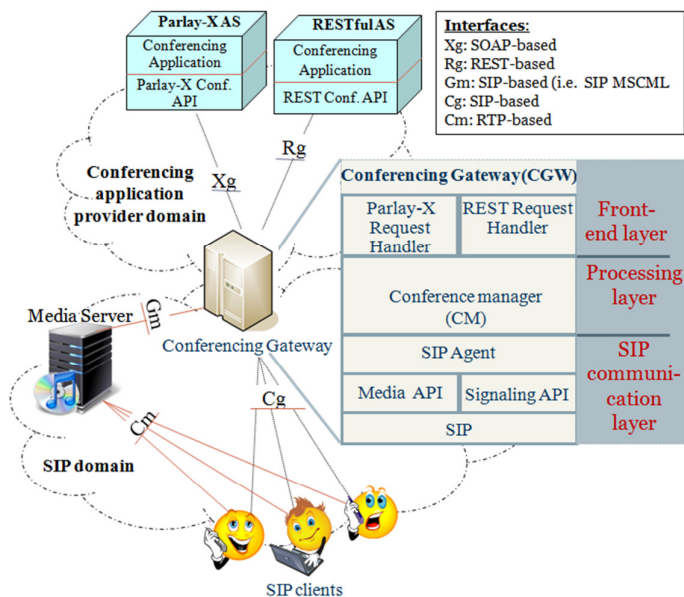 Parlay-X AS
Conferencing
Application
Parlay-X Conf.
API
RESTful AS
Conferencing
Application
REST Conf. API
Interfaces:
Xg: SOAP-based
Rg: REST-based
Gm: SIP-based (i.e. SIP MSCML
Cg: SIP-based
Cm: RTP-based
Rg
Xg
Conferencing
application
provider domain
Conferencing Gateway(CGW)
Parlay-X
Request
Handler
REST Request
Handler
Front-
end layer
Conference manager
(CM)
Processing
layer
SIP Agent
Media API
Signaling API
SIP
SIP
communi-
cation
layer
Media Server
Gm
Conferencing Gateway
Cg
Cm
SIP domain
SIP clients